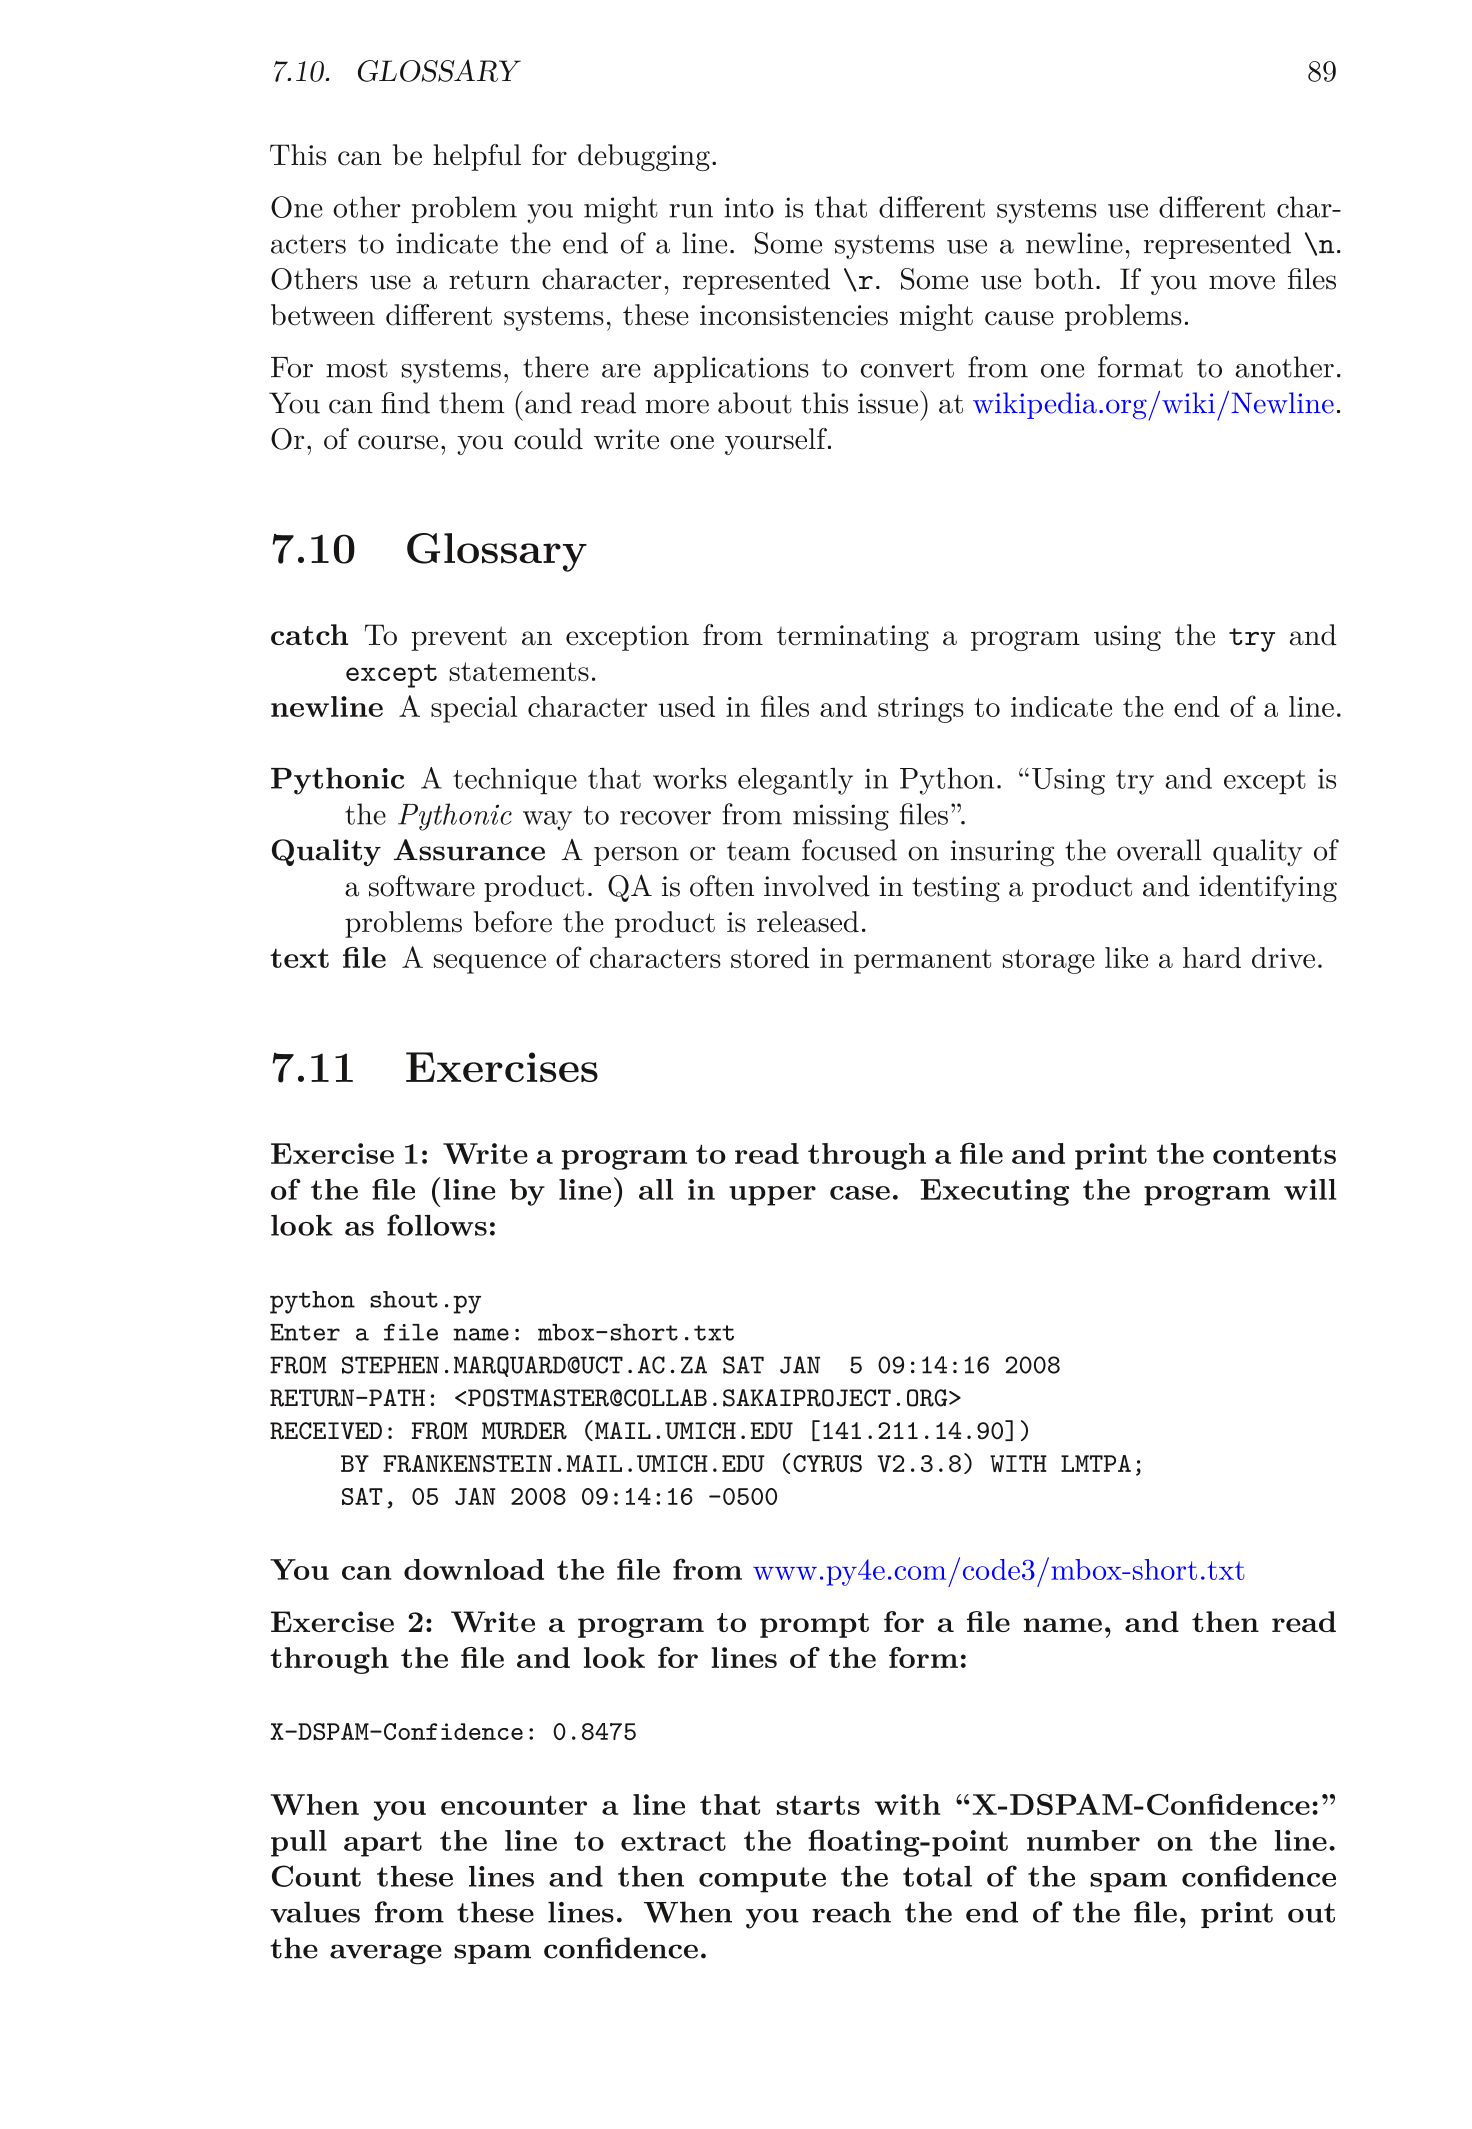 7.10. GLOSSARY 89
This can be helpful for debugging.
One other problem you might run into is that different systems use different char-
acters to indicate the end of a line. Some systems use a newline, represented \n.
Others use a return character, represented \r. Some use both. If you move files
between different systems, these inconsistencies might cause problems.
For most systems, there are applications to convert from one format to another.
You can find them (and read more about this issue) at wikipedia.org/wiki/Newline.
Or, of course, you could write one yourself.
7.10 Glossary
catch To prevent an exception from terminating a program using the try and
except statements.
newline A special character used in files and strings to indicate the end of a line.
Pythonic A technique that works elegantly in Python. “Using try and except is
the Pythonic way to recover from missing files”.
Quality Assurance A person or team focused on insuring the overall quality of
a software product. QA is often involved in testing a product and identifying
problems before the product is released.
text file A sequence of characters stored in permanent storage like a hard drive.
7.11 Exercises
Exercise 1: Write a program to read through a file and print the contents
of the file (line by line) all in upper case. Executing the program will
look as follows:
python shout.py
Enter a file name: mbox-short.txt
FROM STEPHEN.MARQUARD@UCT.AC.ZA SAT JAN  5 09:14:16 2008
RETURN-PATH: <POSTMASTER@COLLAB.SAKAIPROJECT.ORG>
RECEIVED: FROM MURDER (MAIL.UMICH.EDU [141.211.14.90])
     BY FRANKENSTEIN.MAIL.UMICH.EDU (CYRUS V2.3.8) WITH LMTPA;
     SAT, 05 JAN 2008 09:14:16 -0500
You can download the file from www.py4e.com/code3/mbox-short.txt
Exercise 2: Write a program to prompt for a file name, and then read
through the file and look for lines of the form:
X-DSPAM-Confidence: 0.8475
When you encounter a line that starts with “X-DSPAM-Confidence:”
pull apart the line to extract the floating-point number on the line.
Count these lines and then compute the total of the spam confidence
values from these lines. When you reach the end of the file, print out
the average spam confidence.